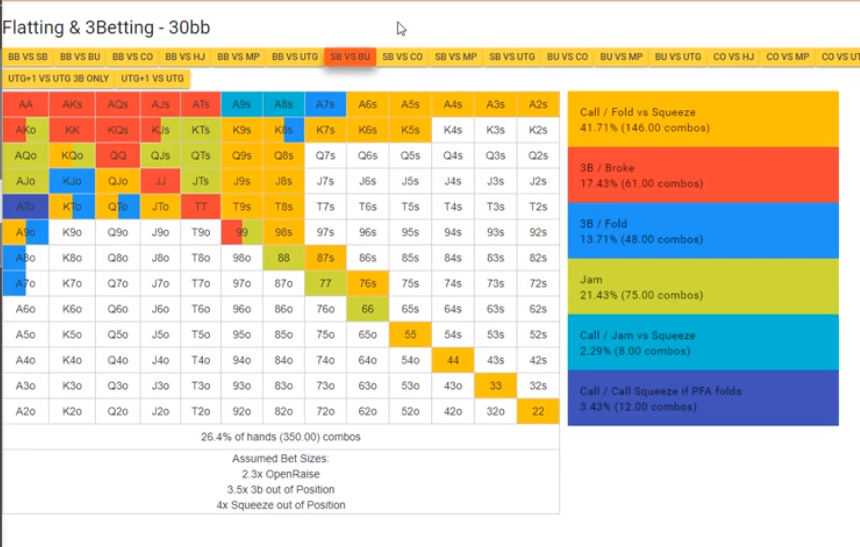 Flatting & 3Betting - 30bb
BB VS SB BB VS BU BB VS CO BB VS HJ BB VS MP BB VS UTG SB VS BU SB VS CO SB VS MP SB VS UTG BU VS CO BU VS MP BU VS UTG CO VS HJ CO VS MP CO VS UT
UTG+1 VS UTG 3B ONLY UTG+1 VS UTG
AA AKs AQs AJs ATs A9s A8s A7s A6s A5s A4s A3s A2s
AKo KK KQs KJs KTs K9s K8s K7s K6s K5s K4s K3s K2s
AQo KQo QQ QJs QTs Q9s Q8s Q7s Q6s Q5s Q4s Q3s Q2s
AJo KJo QJo JJ JTs J9s J8s J7s J6s J5s J4s J3s J2s
ATo KTo QTo JTo TT T9s T8s T7s T6s T5s T4s T3s T2s
A9o K9o Q9o J9o T9o 99 98s 97s 96s 95s 94s 93s 92s
A8o K8o Q8o J8o T8o 98o 88 87s 86s 85s 84s 83s 82s
A7o K7o Q7o J7o T7o 97o 87o 77 76s 75s 74s 73s 72s
A6o K6o Q6o J6o T6o 96o 86o 76o 66 65s 64s 63s 62s
A5o K5o Q5o J5o T5o 95o 85o 75o 65o 55 54s 53s 52s
A4o K4o Q4o J4o T4o 94o 84o 74o 64o 54o 44 43s 42s
A3o K3o Q3o J3o T3o 93o 83o 73o 63o 53o 43o 33 32s
A2o K2o Q2o J2o T2o 92o 82o 72o 62o 52o 42o 32o 22
26.4% of hands (350.00) combos
Assumed Bet Sizes:
2.3x OpenRaise
3.5x 3b out of Position
4x Squeeze out of Position
Call / Fold vs Squeeze
41.71% (146.00 combos)
3B / Broke
17.43% (61.00 combos)
3B / Fold
13.71% (48.00 combos)
Jam
21.43% (75.00 combos)
Call / Jam vs Squeeze
2.29% (8.00 combos)
Call / Call Squeeze if PFA folds
3.43% (12.00 combos)